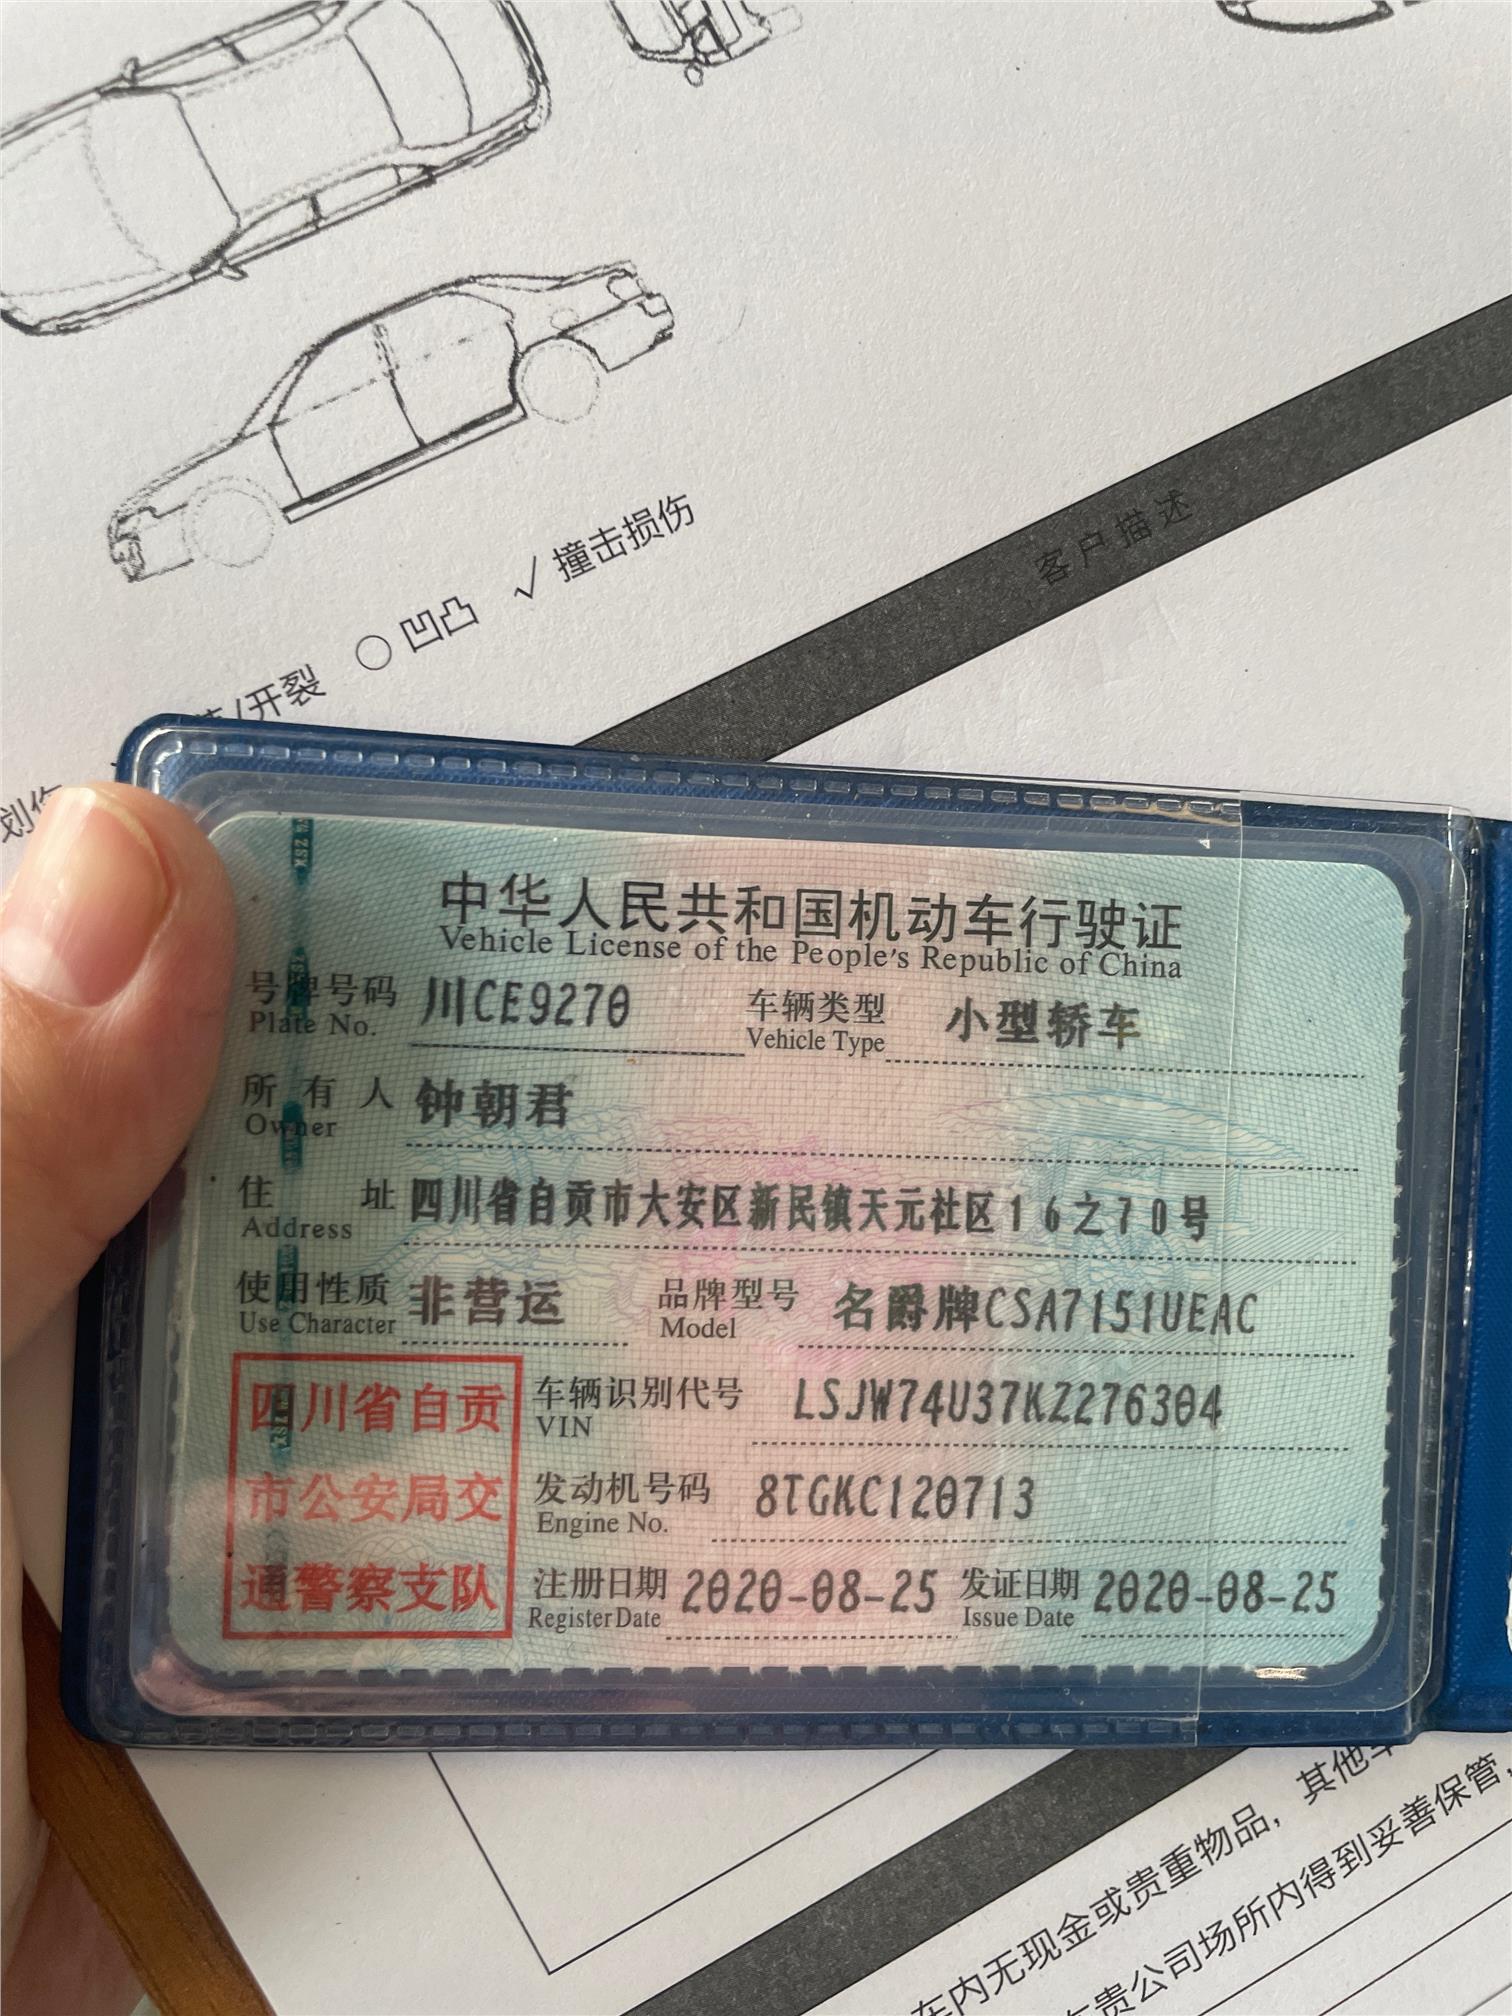 ✓ 撞击损伤
○ 凹凸
/开裂
划伤
客户描述
中华人民共和国机动车行驶证
Vehicle License of the People's Republic of China
号牌号码 川CE9270 车辆类型 小型轿车
Plate No. Vehicle Type
所有人 钟朝君
Owner
住址 四川省自贡市大安区新民镇天元社区16之70号
Address
使用性质 非营运 品牌型号 名爵牌CSA7151UEAC
Use Character Model
四川省自贡
市公安局交
通警察支队
车辆识别代号 LSJW74U37KZ276304
VIN
发动机号码 8TGKC120713
Engine No.
注册日期 2020-08-25 发证日期 2020-08-25
Register Date Issue Date
车内无现金或贵重物品，其他车
贵公司场所内得到妥善保管，